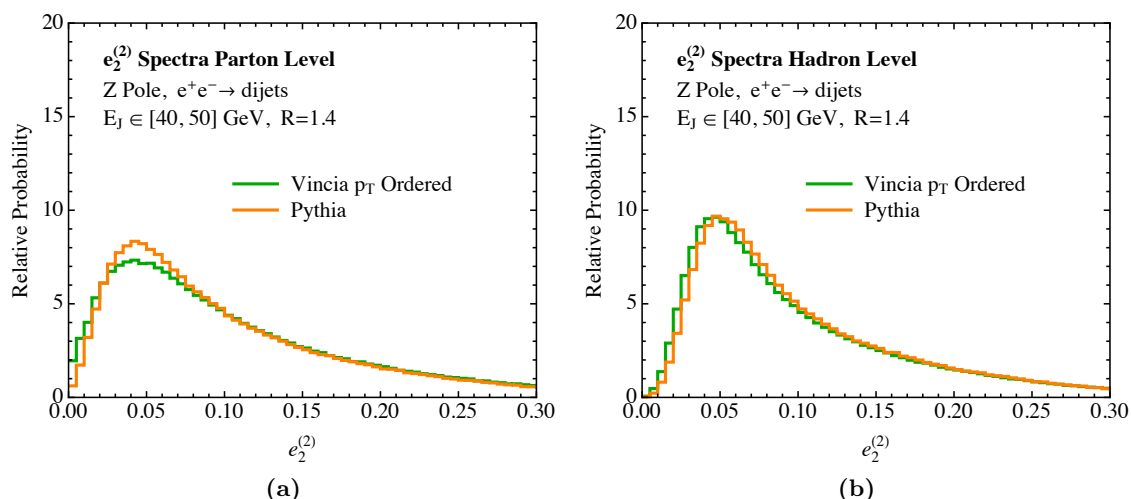 e₂⁽²⁾ Spectra Parton Level
Z Pole, e⁺e⁻→ dijets
E_J ∈ [40, 50] GeV, R=1.4
Vincia p_T Ordered
Pythia
Relative Probability
20
15
10
5
0
0.00 0.05 0.10 0.15 0.20 0.25 0.30
e₂⁽²⁾
(a)
e₂⁽²⁾ Spectra Hadron Level
Z Pole, e⁺e⁻→ dijets
E_J ∈ [40, 50] GeV, R=1.4
Vincia p_T Ordered
Pythia
Relative Probability
20
15
10
5
0
0.00 0.05 0.10 0.15 0.20 0.25 0.30
e₂⁽²⁾
(b)